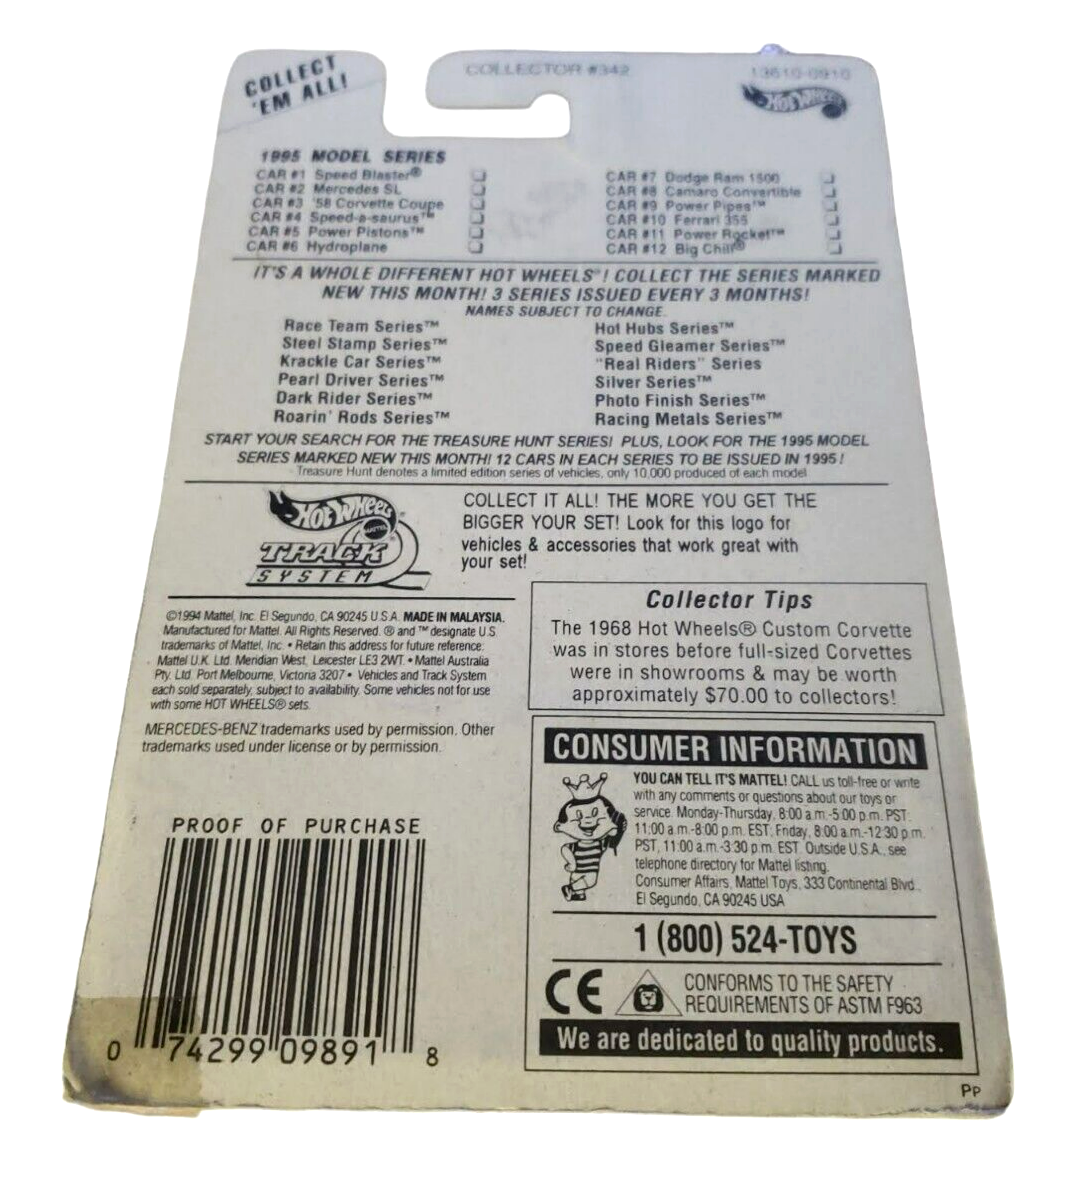 COLLECT
'EM ALL!
COLLECTOR #342
13610-0910
Hot Wheels
1995 MODEL SERIES
CAR #1 Speed Blaster®
CAR #2 Mercedes SL
CAR #3 '58 Corvette Coupe
CAR #4 Speed-a-saurus™
CAR #5 Power Pistons™
CAR #6 Hydroplane
CAR #7 Dodge Ram 1500
CAR #8 Camaro Convertible
CAR #9 Power Pipes™
CAR #10 Ferrari 355
CAR #11 Power Rocket™
CAR #12 Big Chill®
IT'S A WHOLE DIFFERENT HOT WHEELS®! COLLECT THE SERIES MARKED
NEW THIS MONTH! 3 SERIES ISSUED EVERY 3 MONTHS!
NAMES SUBJECT TO CHANGE.
Race Team Series™
Steel Stamp Series™
Krackle Car Series™
Pearl Driver Series™
Dark Rider Series™
Roarin' Rods Series™
Hot Hubs Series™
Speed Gleamer Series™
"Real Riders" Series
Silver Series™
Photo Finish Series™
Racing Metals Series™
START YOUR SEARCH FOR THE TREASURE HUNT SERIES! PLUS, LOOK FOR THE 1995 MODEL
SERIES MARKED NEW THIS MONTH! 12 CARS IN EACH SERIES TO BE ISSUED IN 1995!
Treasure Hunt denotes a limited edition series of vehicles, only 10,000 produced of each model
Hot Wheels
MATTEL
TRACK
SYSTEM
COLLECT IT ALL! THE MORE YOU GET THE
BIGGER YOUR SET! Look for this logo for
vehicles & accessories that work great with
your set!
©1994 Mattel, Inc. El Segundo, CA 90245 U.S.A. MADE IN MALAYSIA.
Manufactured for Mattel. All Rights Reserved. ® and ™ designate U.S.
trademarks of Mattel, Inc. • Retain this address for future reference:
Mattel U.K. Ltd. Meridian West, Leicester LE3 2WT. • Mattel Australia
Pty. Ltd. Port Melbourne, Victoria 3207 • Vehicles and Track System
each sold separately, subject to availability. Some vehicles not for use
with some HOT WHEELS® sets.
MERCEDES-BENZ trademarks used by permission. Other
trademarks used under license or by permission.
Collector Tips
The 1968 Hot Wheels® Custom Corvette
was in stores before full-sized Corvettes
were in showrooms & may be worth
approximately $70.00 to collectors!
CONSUMER INFORMATION
YOU CAN TELL IT'S MATTEL! CALL us toll-free or write
with any comments or questions about our toys or
service. Monday-Thursday, 8:00 a.m.-5:00 p.m. PST.
11:00 a.m.-8:00 p.m. EST; Friday, 8:00 a.m.-12:30 p.m.
PST, 11:00 a.m.-3:30 p.m. EST. Outside U.S.A., see
telephone directory for Mattel listing.
Consumer Affairs, Mattel Toys, 333 Continental Blvd.,
El Segundo, CA 90245 USA
1 (800) 524-TOYS
CE
CONFORMS TO THE SAFETY
REQUIREMENTS OF ASTM F963
We are dedicated to quality products.
PROOF OF PURCHASE
0 74299 09891 8
PP